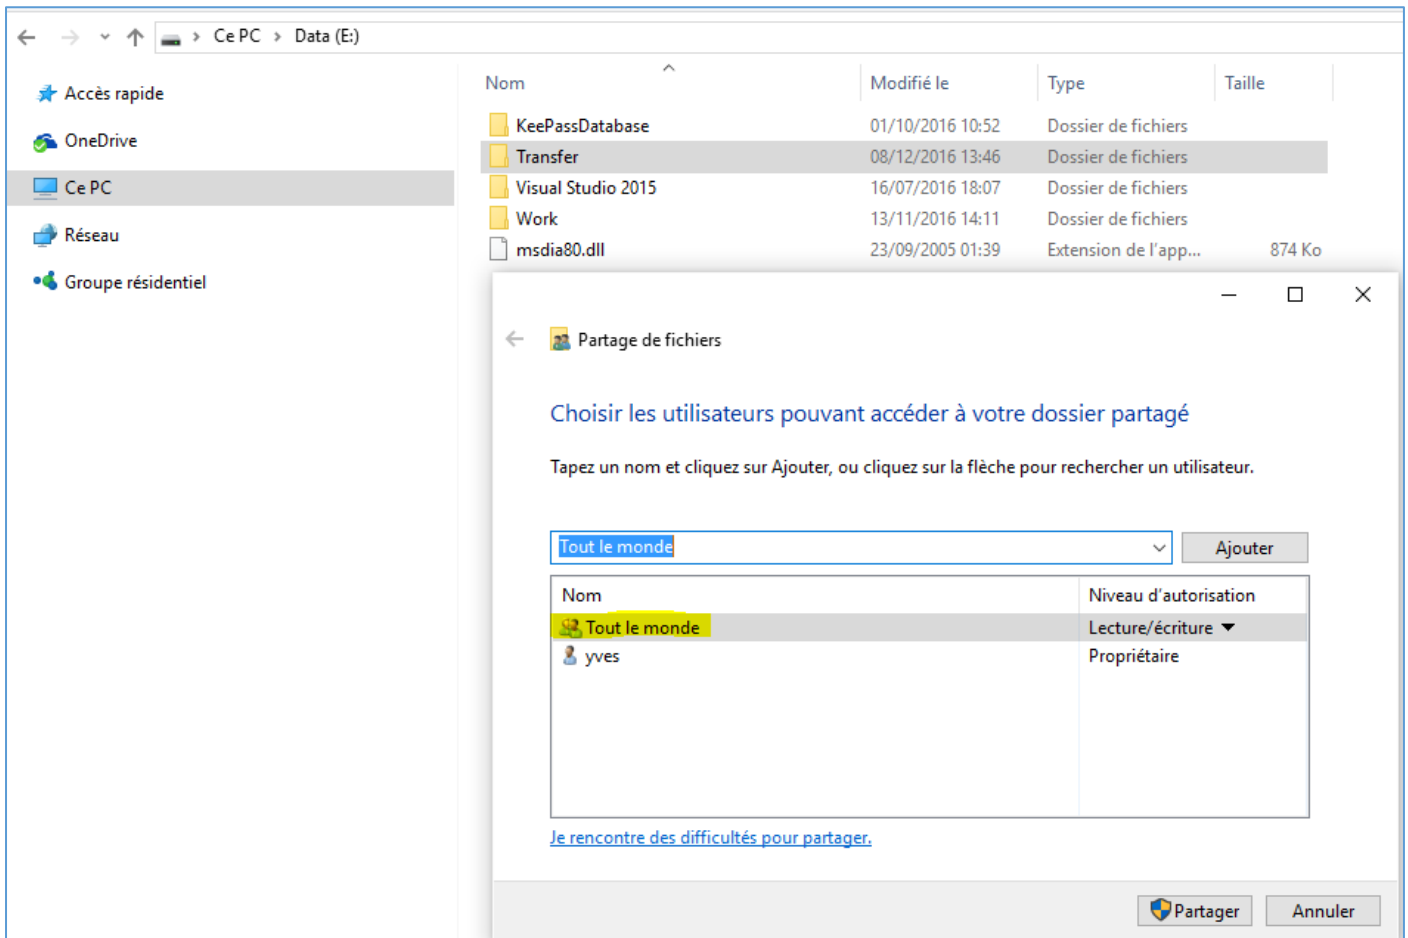 Ce PC > Data (E:)
Accès rapide
OneDrive
Ce PC
Réseau
Groupe résidentiel
Nom Modifié le Type Taille
KeePassDatabase 01/10/2016 10:52 Dossier de fichiers
Transfer 08/12/2016 13:46 Dossier de fichiers
Visual Studio 2015 16/07/2016 18:07 Dossier de fichiers
Work 13/11/2016 14:11 Dossier de fichiers
msdia80.dll 23/09/2005 01:39 Extension de l'app... 874 Ko
Partage de fichiers
Choisir les utilisateurs pouvant accéder à votre dossier partagé
Tapez un nom et cliquez sur Ajouter, ou cliquez sur la flèche pour rechercher un utilisateur.
Tout le monde Ajouter
Nom Niveau d'autorisation
Tout le monde Lecture/écriture
yves Propriétaire
Je rencontre des difficultés pour partager.
Partager Annuler